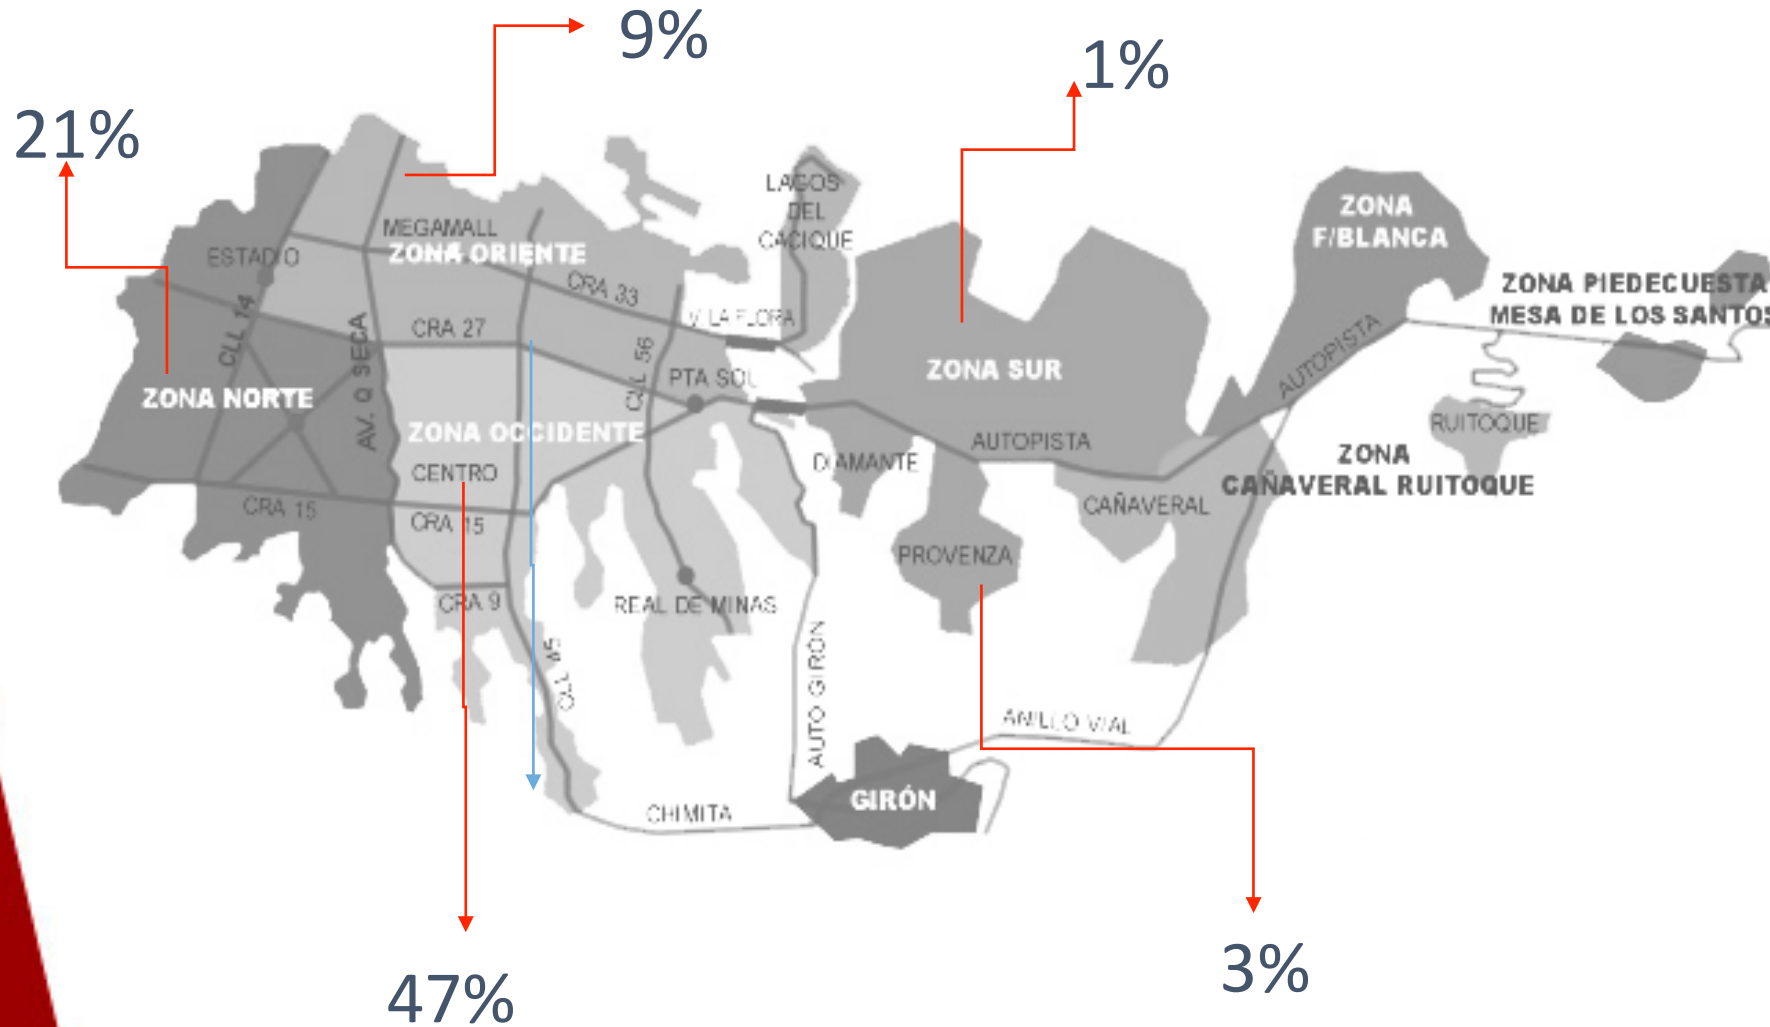 9%
1%
21%
LAGOS
DEL
CACIQUE
ZONA
F/BLANCA
MEGAMALL
ZONA ORIENTE
ESTADIO
CRA 33
ZONA PIEDECUESTA
MESA DE LOS SANTOS
V. LA FLORA
CRA 27
CLL 14
AV. Q SECA
CLL 56
PTA SOL
ZONA SUR
AUTOPISTA
ZONA NORTE
ZONA OCCIDENTE
CENTRO
RUITOQUE
AUTOPISTA
DIAMANTE
ZONA
CAÑAVERAL RUITOQUE
CAÑAVERAL
CRA 15
CRA 15
PROVENZA
CRA 9
REAL DE MINAS
CLL 45
AUTO GIRÓN
ANILLO VIAL
GIRÓN
CHIMITA
3%
47%